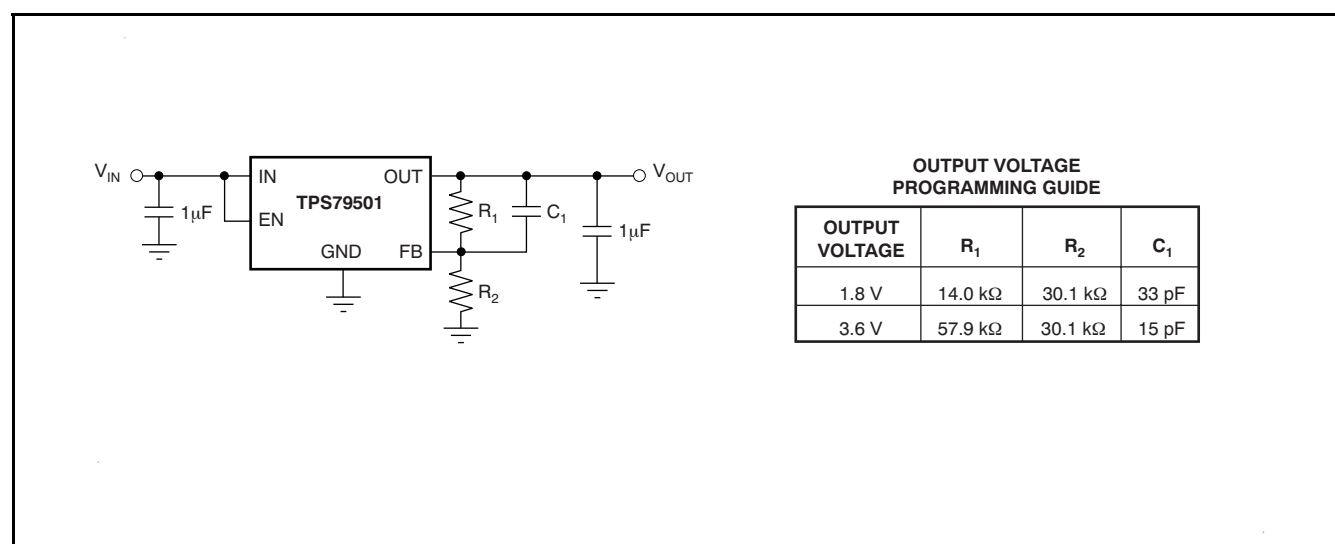 V_IN
IN
OUT
V_OUT
TPS79501
1µF
EN
R_1
C_1
1µF
GND
FB
R_2
OUTPUT VOLTAGE
PROGRAMMING GUIDE
OUTPUT VOLTAGE R_1 R_2 C_1
1.8 V 14.0 kΩ 30.1 kΩ 33 pF
3.6 V 57.9 kΩ 30.1 kΩ 15 pF